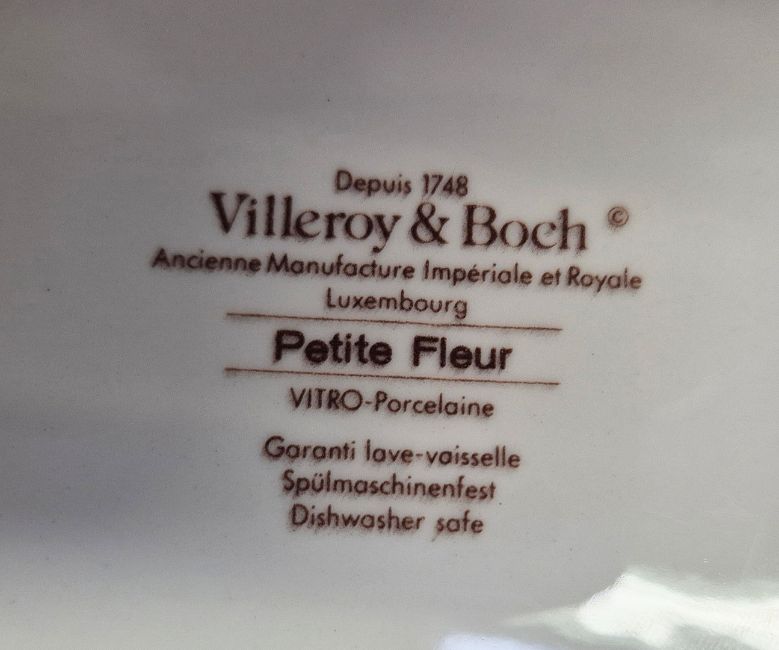 Depuis 1748
Villeroy & Boch ©
Ancienne Manufacture Impériale et Royale
Luxembourg
Petite Fleur
VITRO-Porcelaine
Garanti lave-vaisselle
Spülmaschinenfest
Dishwasher safe